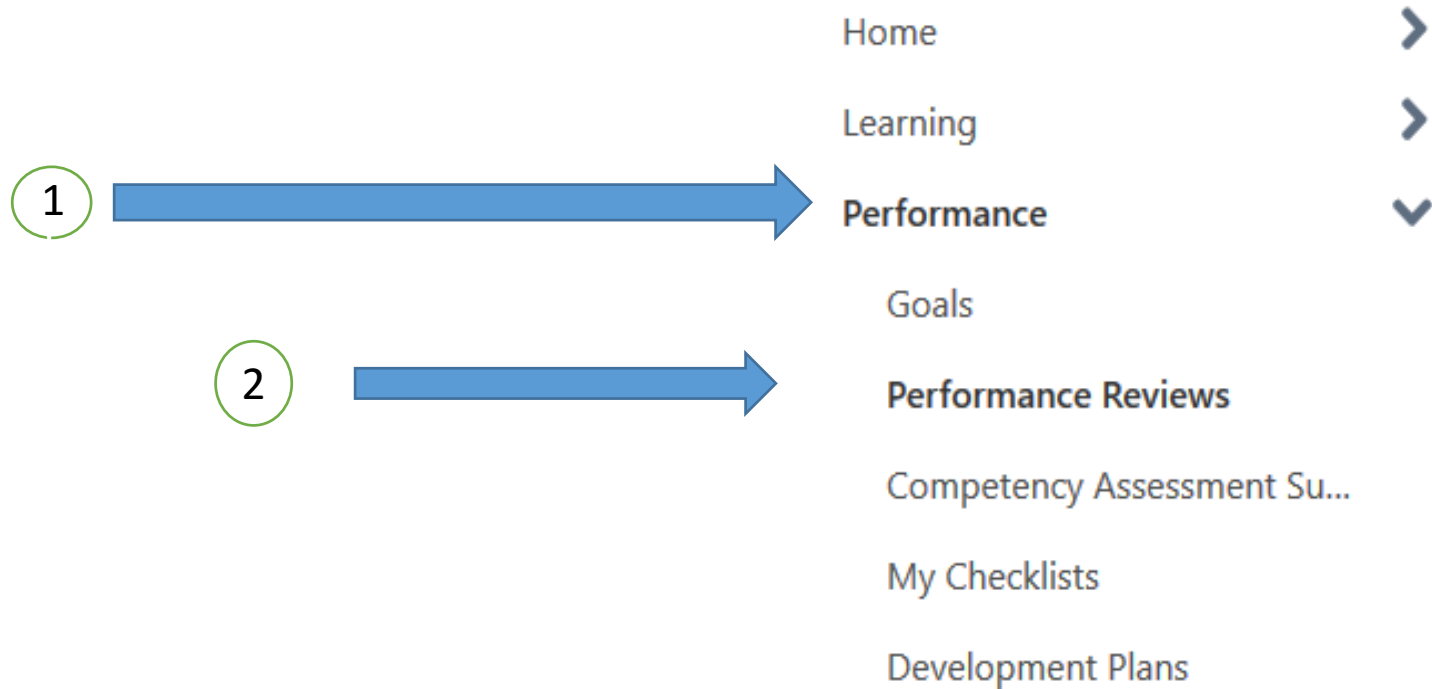 Home
Learning
1
Performance
Goals
2
Performance Reviews
Competency Assessment Su...
My Checklists
Development Plans